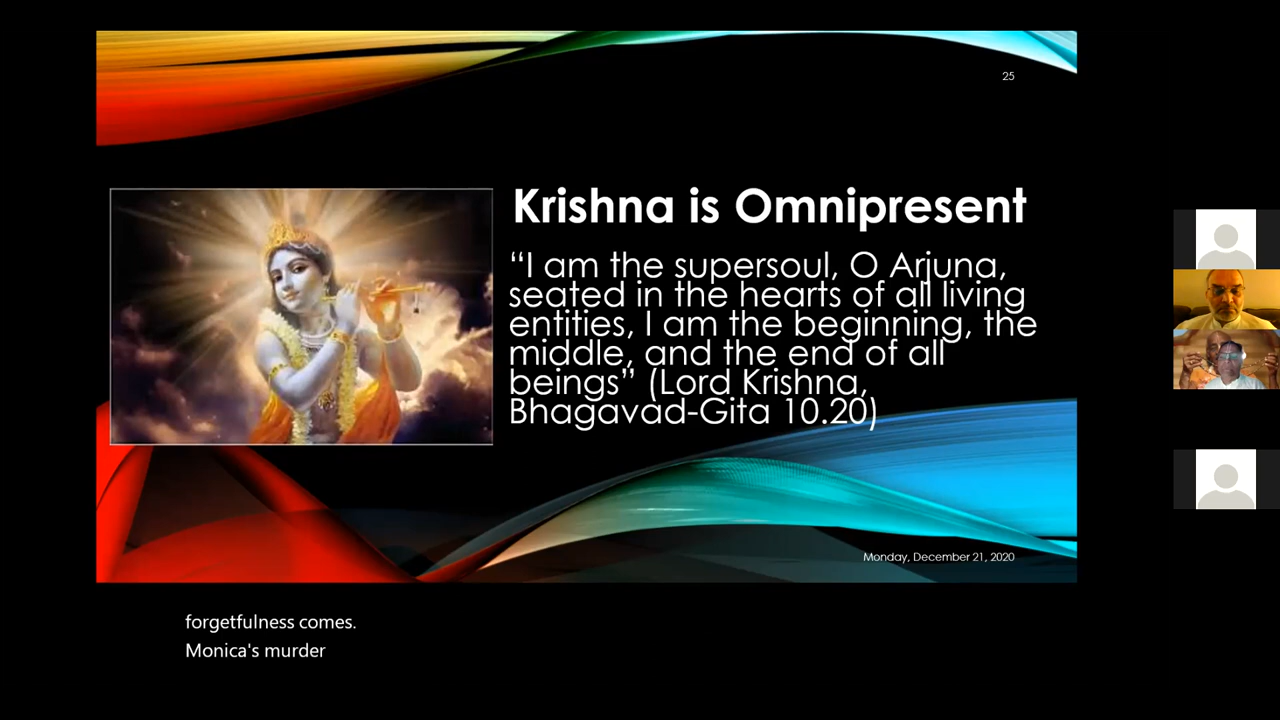 25
Krishna is Omnipresent
“I am the supersoul, O Arjuna,
seated in the hearts of all living
entities, I am the beginning, the
middle, and the end of all
beings” (Lord Krishna,
Bhagavad-Gita 10.20)
Monday, December 21, 2020
forgetfulness comes.
Monica's murder